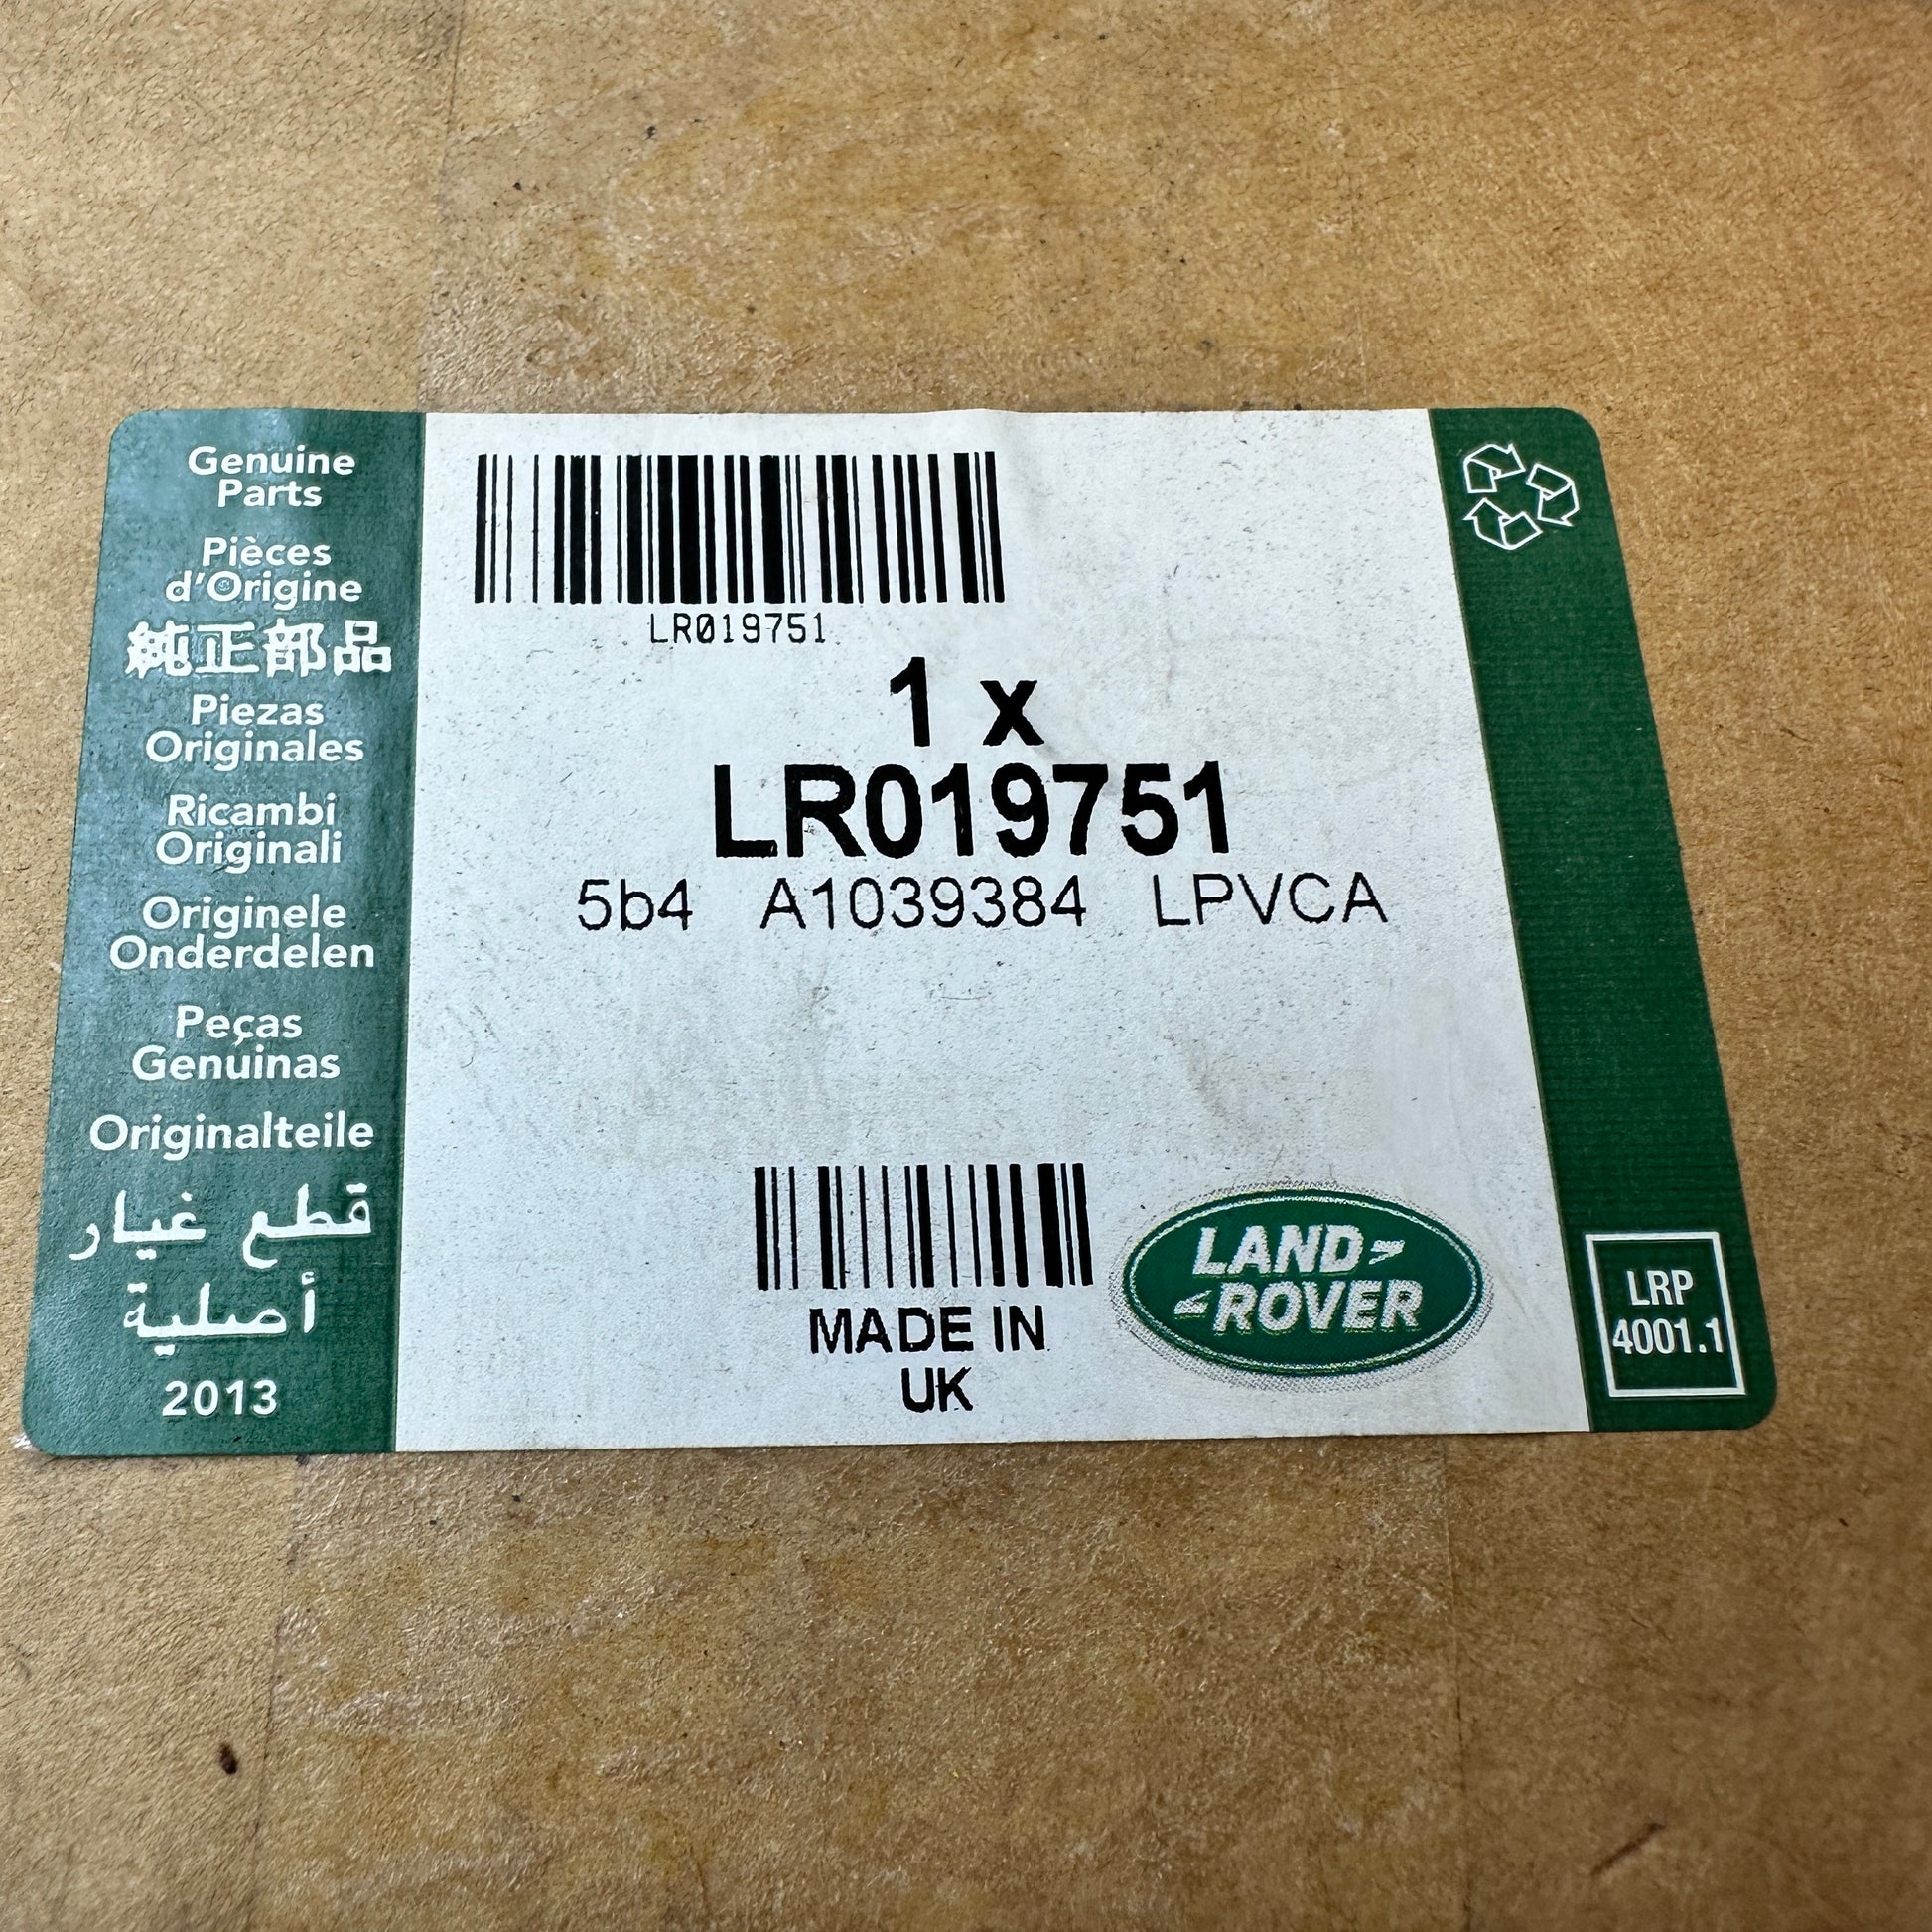 Genuine
Parts
Pièces
d'Origine
純正部品
Piezas
Originales
Ricambi
Originali
Originele
Onderdelen
Peças
Genuinas
Originalteile
قطع غيار
أصلية
2013
LR019751
1 x
LR019751
5b4 A1039384 LPVCA
MADE IN
UK
LAND
ROVER
LRP
4001.1